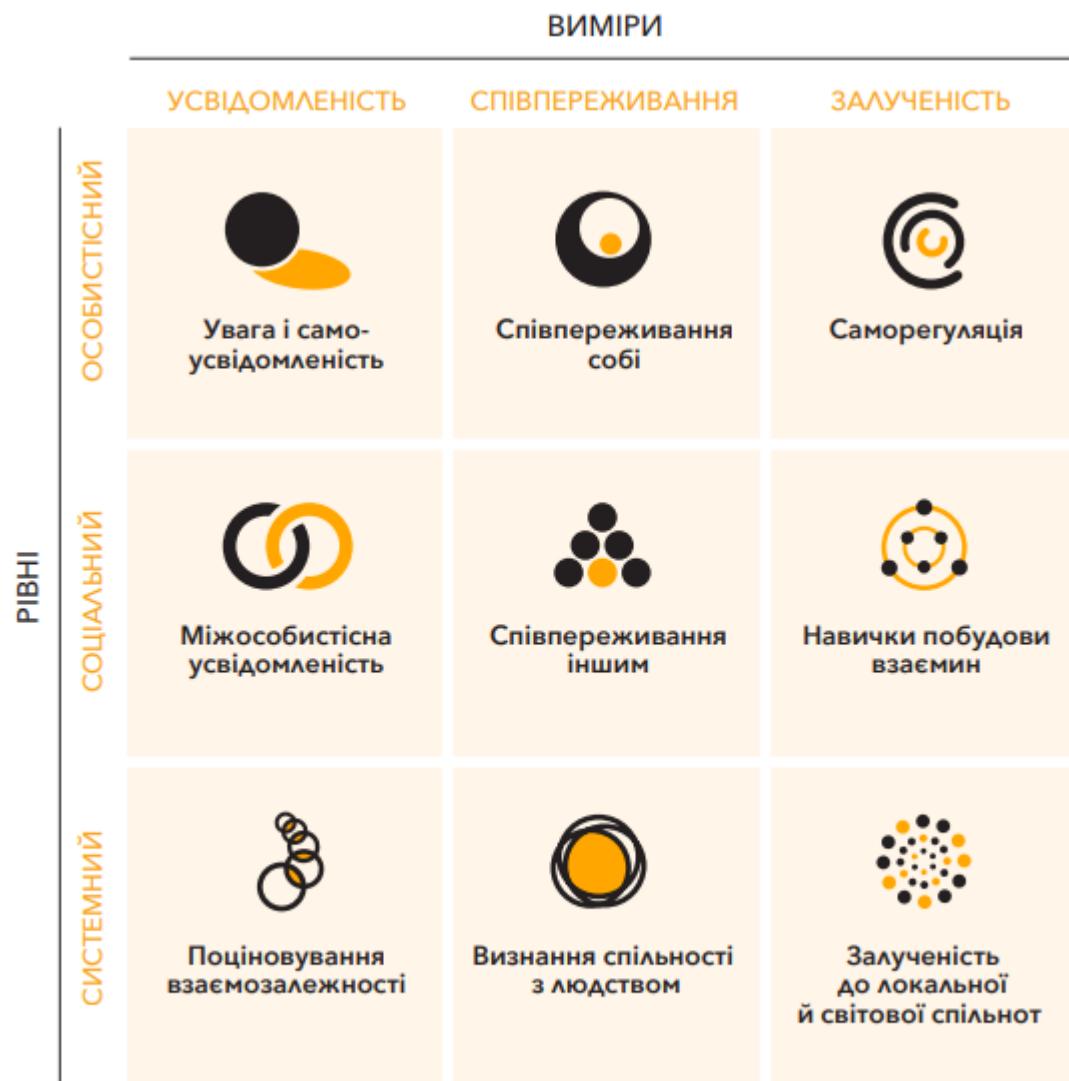 ВИМІРИ
УСВІДОМЛЕНІСТЬ СПІВПЕРЕЖИВАННЯ ЗАЛУЧЕНІСТЬ
РІВНІ
ОСОБИСТІСНИЙ
Увага і само-
усвідомленість
Співпереживання
собі
Саморегуляція
СОЦІАЛЬНИЙ
Міжособистісна
усвідомленість
Співпереживання
іншим
Навички побудови
взаємин
СИСТЕМНИЙ
Поціновування
взаємозалежності
Визнання спільності
з людством
Залученість
до локальної
й світової спільнот